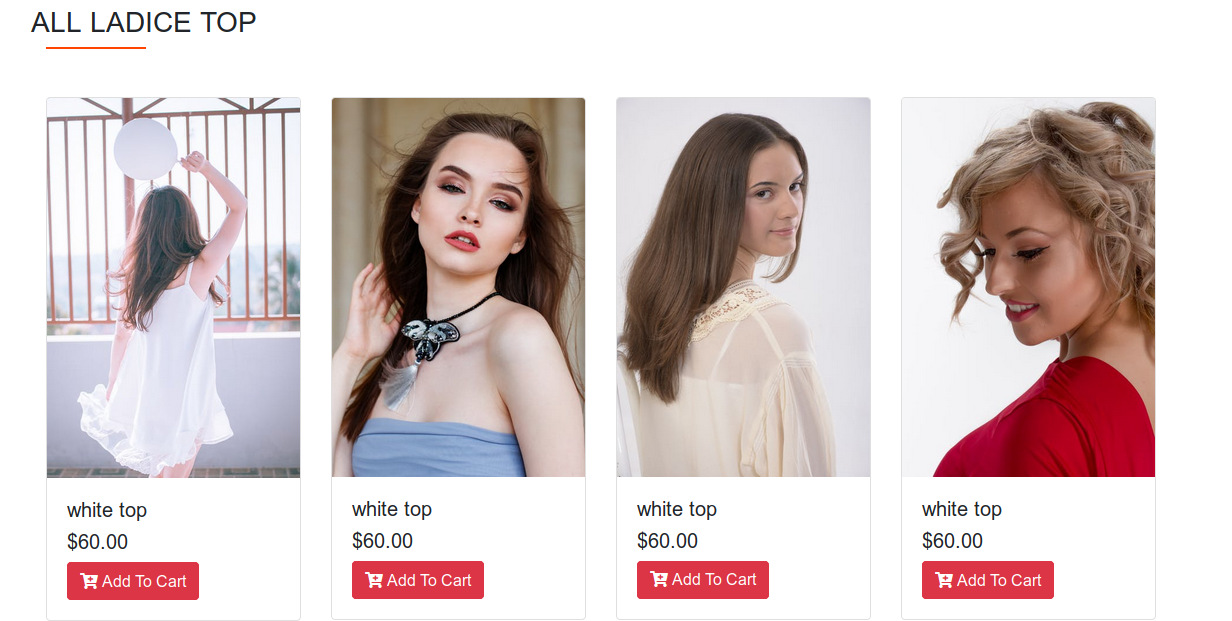 ALL LADICE TOP
white top
$60.00
Add To Cart
white top
$60.00
Add To Cart
white top
$60.00
Add To Cart
white top
$60.00
Add To Cart